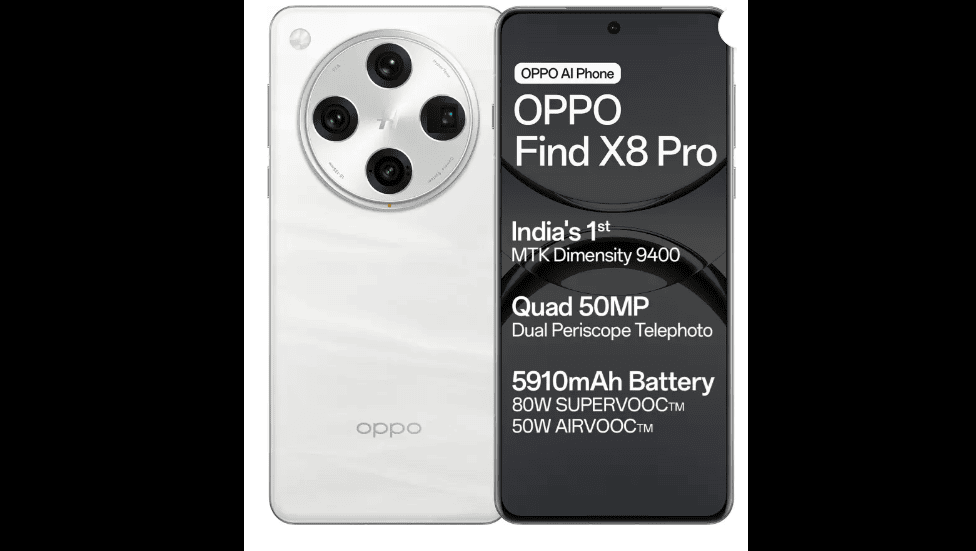 OPPO AI Phone
OPPO
Find X8 Pro
India's 1st
MTK Dimensity 9400
Quad 50MP
Dual Periscope Telephoto
5910mAh Battery
80W SUPERVOOC™
50W AIRVOOC™
oppo